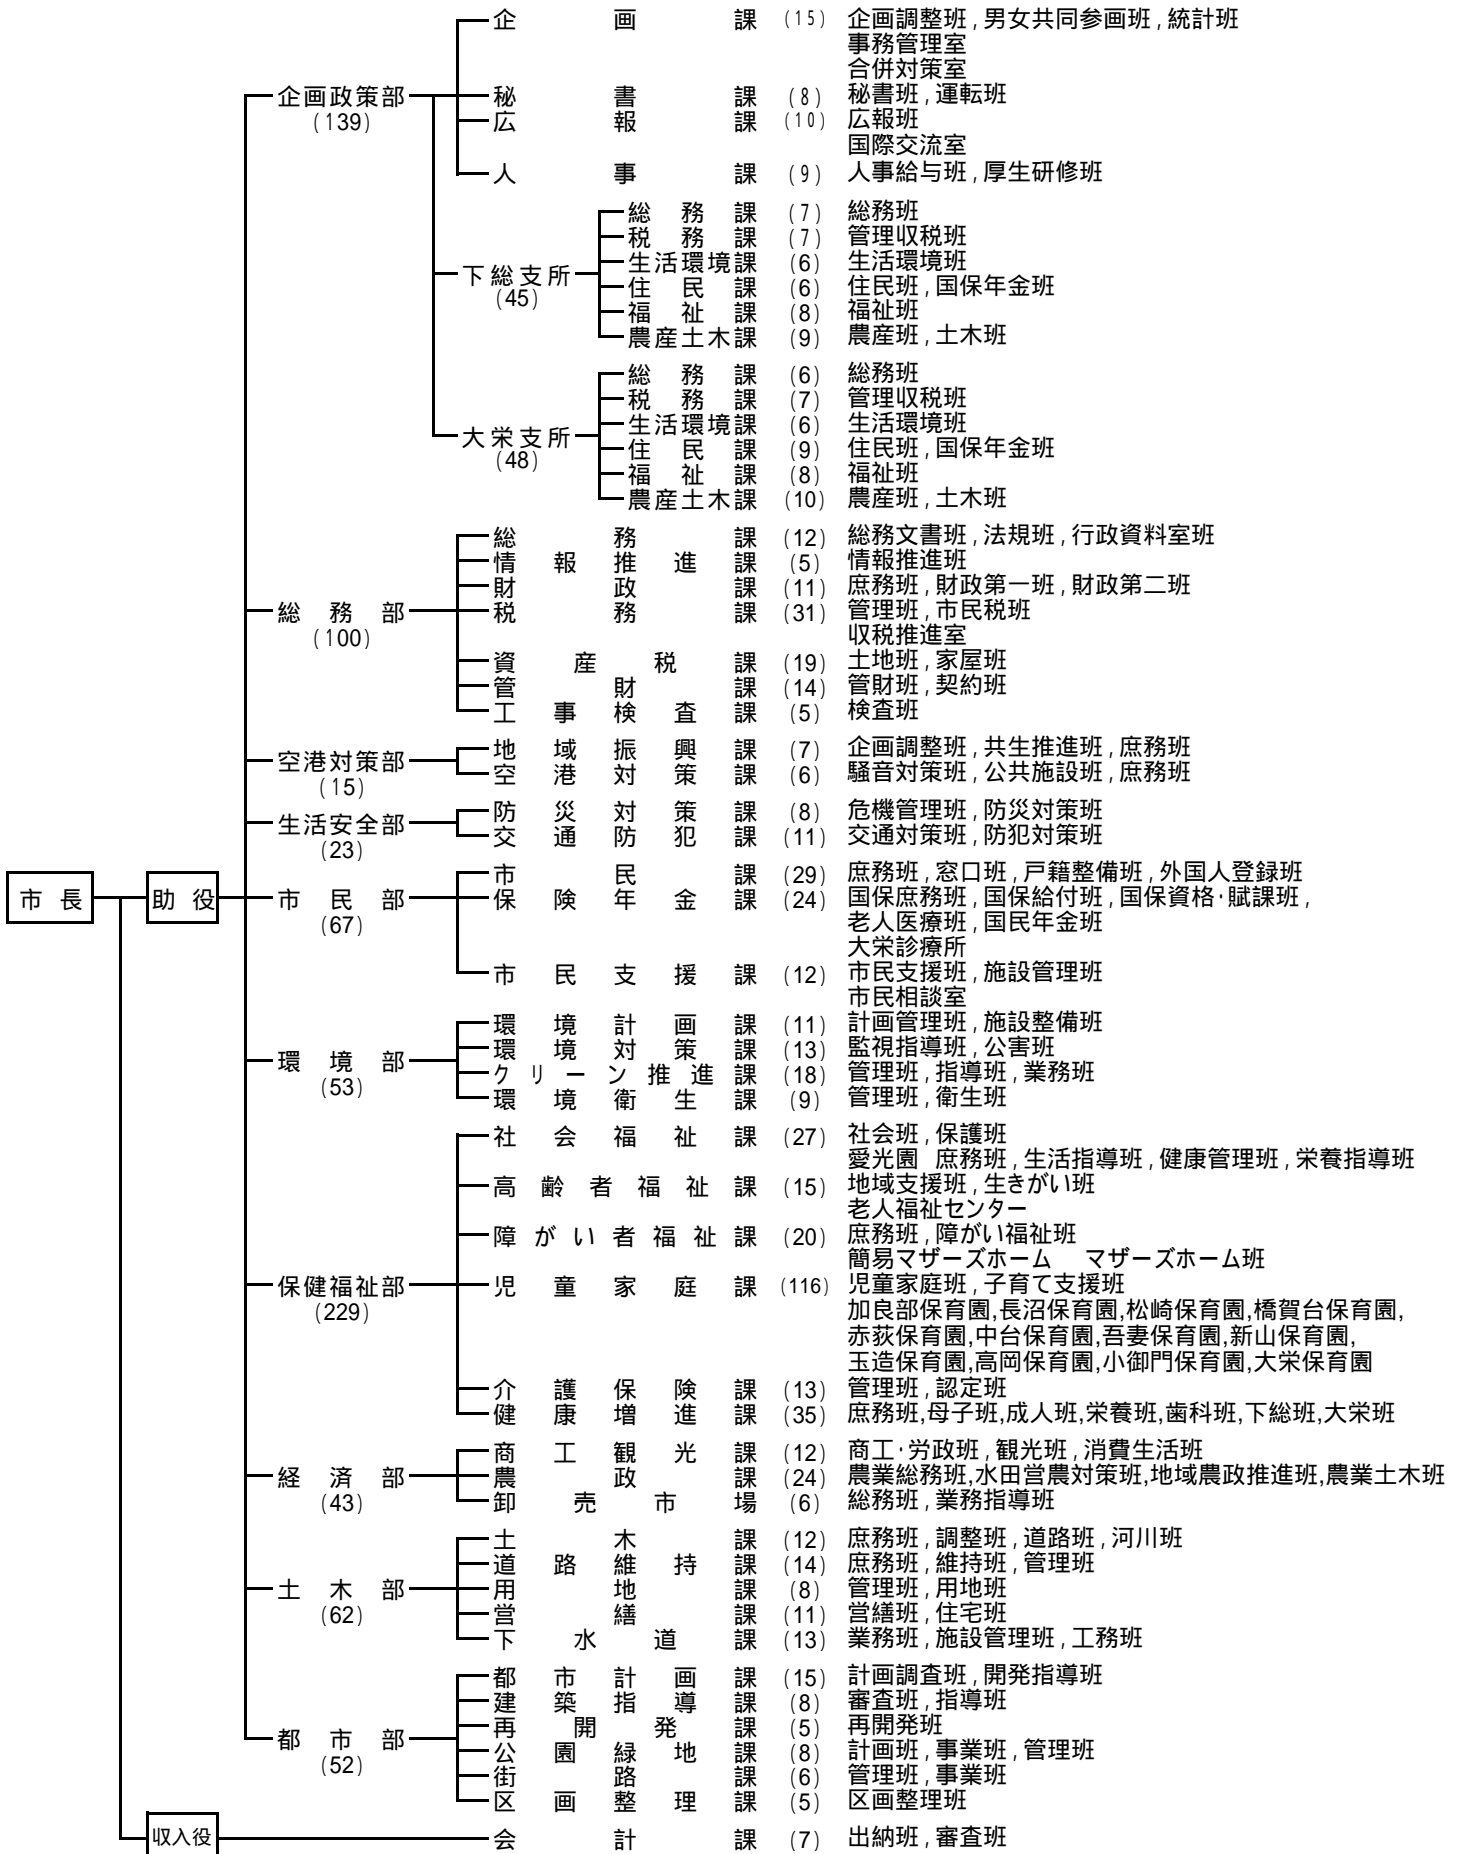 企画課 (15) 企画調整班,男女共同参画班,統計班
事務管理室
合併対策室
企画政策部 秘書課 (8) 秘書班,運転班
(139) 広報課 (10) 広報班
国際交流室
人事課 (9) 人事給与班,厚生研修班
総務課 (7) 総務班
税務課 (7) 管理収税班
下総支所 生活環境課 (6) 生活環境班
(45) 住民課 (6) 住民班,国保年金班
福祉課 (8) 福祉班
農産土木課 (9) 農産班,土木班
総務課 (6) 総務班
税務課 (7) 管理収税班
大栄支所 生活環境課 (6) 生活環境班
(48) 住民課 (9) 住民班,国保年金班
福祉課 (8) 福祉班
農産土木課 (10) 農産班,土木班
総務課 (12) 総務文書班,法規班,行政資料室班
情報推進課 (5) 情報推進班
財政課 (11) 庶務班,財政第一班,財政第二班
総務部 税務課 (31) 管理班,市民税班
(100) 収税推進室
資産税課 (19) 土地班,家屋班
管財課 (14) 管財班,契約班
工事検査課 (5) 検査班
空港対策部 地域振興課 (7) 企画調整班,共生推進班,庶務班
(15) 空港対策課 (6) 騒音対策班,公共施設班,庶務班
生活安全部 防災対策課 (8) 危機管理班,防災対策班
(23) 交通防犯課 (11) 交通対策班,防犯対策班
市民課 (29) 庶務班,窓口班,戸籍整備班,外国人登録班
市長 助役 市民部 保険年金課 (24) 国保庶務班,国保給付班,国保資格・賦課班,
(67) 老人医療班,国民年金班
大栄診療所
市民支援課 (12) 市民支援班,施設管理班
市民相談室
環境計画課 (11) 計画管理班,施設整備班
環境部 環境対策課 (13) 監視指導班,公害班
(53) クリーン推進課 (18) 管理班,指導班,業務班
環境衛生課 (9) 管理班,衛生班
社会福祉課 (27) 社会班,保護班
愛光園 庶務班,生活指導班,健康管理班,栄養指導班
高齢者福祉課 (15) 地域支援班,生きがい班
老人福祉センター
障がい者福祉課 (20) 庶務班,障がい福祉班
簡易マザーズホーム マザーズホーム班
保健福祉部 児童家庭課 (116) 児童家庭班,子育て支援班
(229) 加良部保育園,長沼保育園,松崎保育園,橋賀台保育園,
赤荻保育園,中台保育園,吾妻保育園,新山保育園,
玉造保育園,高岡保育園,小御門保育園,大栄保育園
介護保険課 (13) 管理班,認定班
健康増進課 (35) 庶務班,母子班,成人班,栄養班,歯科班,下総班,大栄班
商工観光課 (12) 商工・労政班,観光班,消費生活班
経済部 農政課 (24) 農業総務班,水田営農対策班,地域農政推進班,農業土木班
(43) 卸売市場 (6) 総務班,業務指導班
土木課 (12) 庶務班,調整班,道路班,河川班
道路維持課 (14) 庶務班,維持班,管理班
土木部 用地課 (8) 管理班,用地班
(62) 営繕課 (11) 営繕班,住宅班
下水道課 (13) 業務班,施設管理班,工務班
都市計画課 (15) 計画調査班,開発指導班
建築指導課 (8) 審査班,指導班
都市部 再開発課 (5) 再開発班
(52) 公園緑地課 (8) 計画班,事業班,管理班
街路課 (6) 管理班,事業班
区画整理課 (5) 区画整理班
収入役 会計課 (7) 出納班,審査班